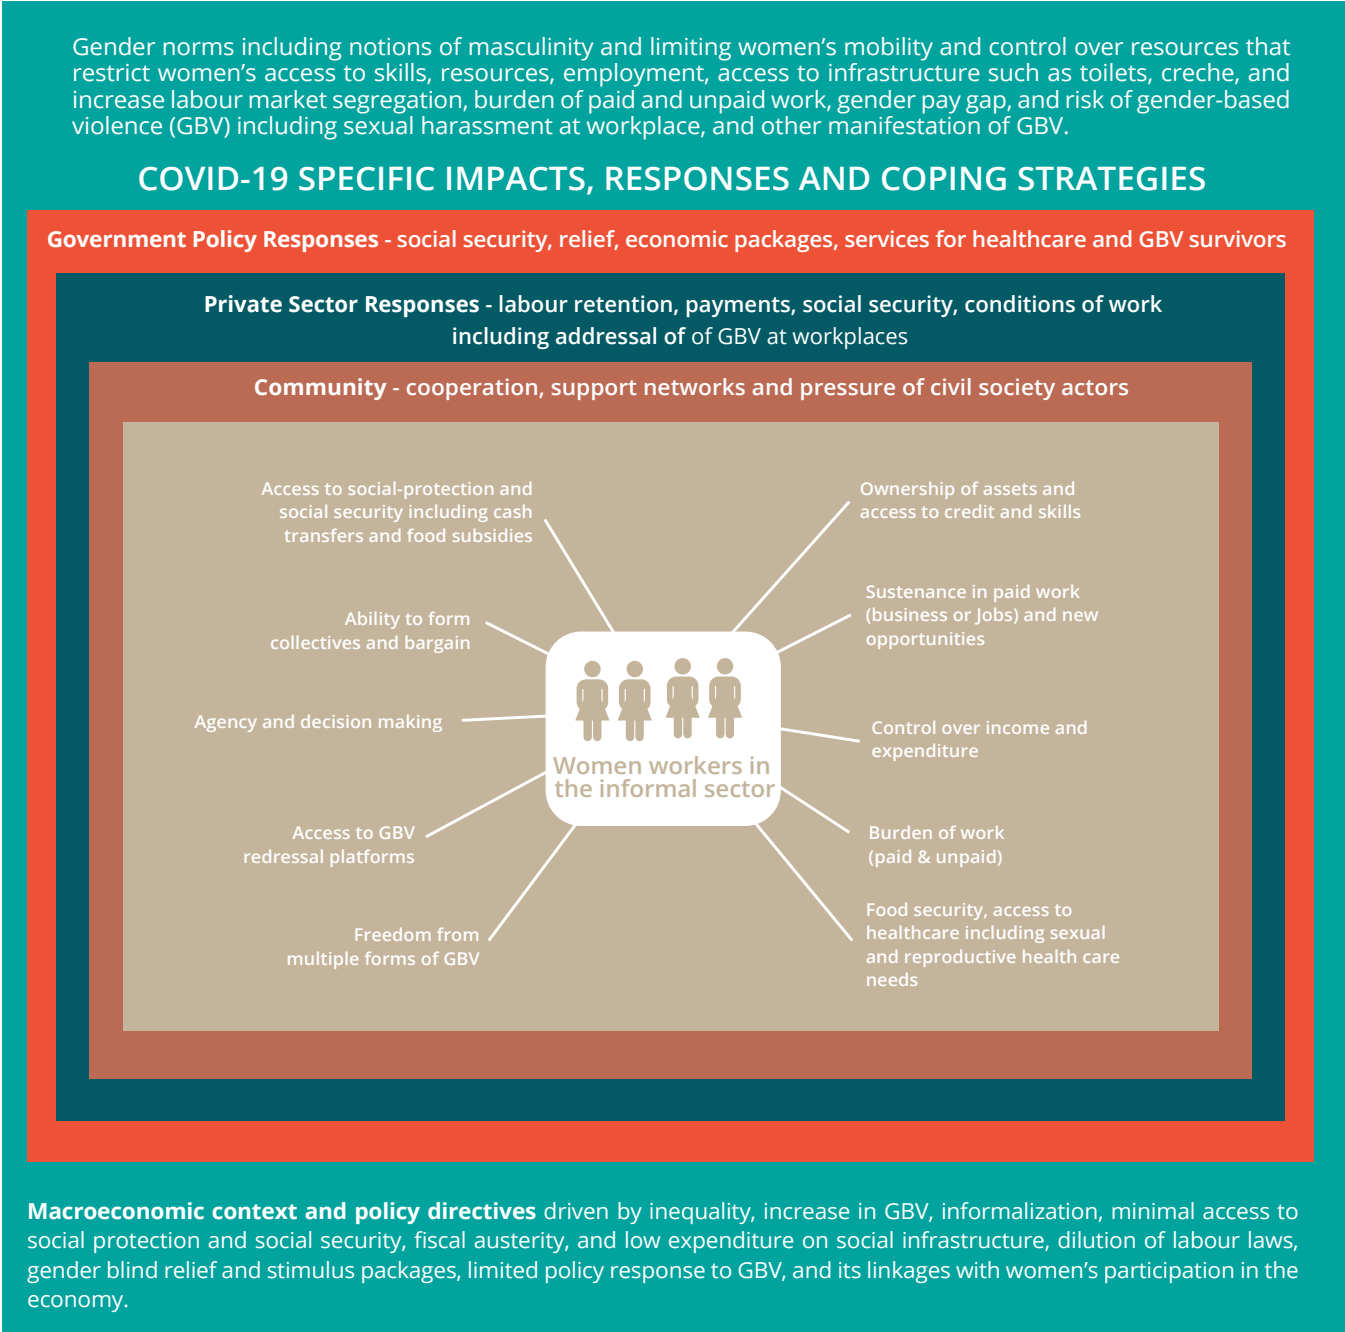 Gender norms including notions of masculinity and limiting women’s mobility and control over resources that
restrict women’s access to skills, resources, employment, access to infrastructure such as toilets, creche, and
increase labour market segregation, burden of paid and unpaid work, gender pay gap, and risk of gender-based
violence (GBV) including sexual harassment at workplace, and other manifestation of GBV.
COVID-19 SPECIFIC IMPACTS, RESPONSES AND COPING STRATEGIES
Government Policy Responses - social security, relief, economic packages, services for healthcare and GBV survivors
Private Sector Responses - labour retention, payments, social security, conditions of work
including addressal of of GBV at workplaces
Community - cooperation, support networks and pressure of civil society actors
Access to social-protection and
social security including cash
transfers and food subsidies
Ability to form
collectives and bargain
Agency and decision making
Access to GBV
redressal platforms
Freedom from
multiple forms of GBV
Women workers in
the informal sector
Ownership of assets and
access to credit and skills
Sustenance in paid work
(business or Jobs) and new
opportunities
Control over income and
expenditure
Burden of work
(paid & unpaid)
Food security, access to
healthcare including sexual
and reproductive health care
needs
Macroeconomic context and policy directives driven by inequality, increase in GBV, informalization, minimal access to
social protection and social security, fiscal austerity, and low expenditure on social infrastructure, dilution of labour laws,
gender blind relief and stimulus packages, limited policy response to GBV, and its linkages with women’s participation in the
economy.